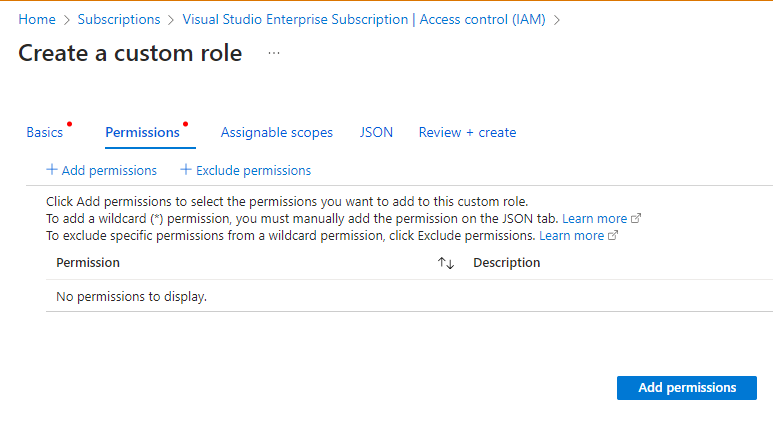 Home > Subscriptions > Visual Studio Enterprise Subscription | Access control (IAM) >
Create a custom role ...
Basics Permissions Assignable scopes JSON Review + create
+ Add permissions + Exclude permissions
Click Add permissions to select the permissions you want to add to this custom role.
To add a wildcard (*) permission, you must manually add the permission on the JSON tab. Learn more
To exclude specific permissions from a wildcard permission, click Exclude permissions. Learn more
Permission ↑↓ Description
No permissions to display.
Add permissions